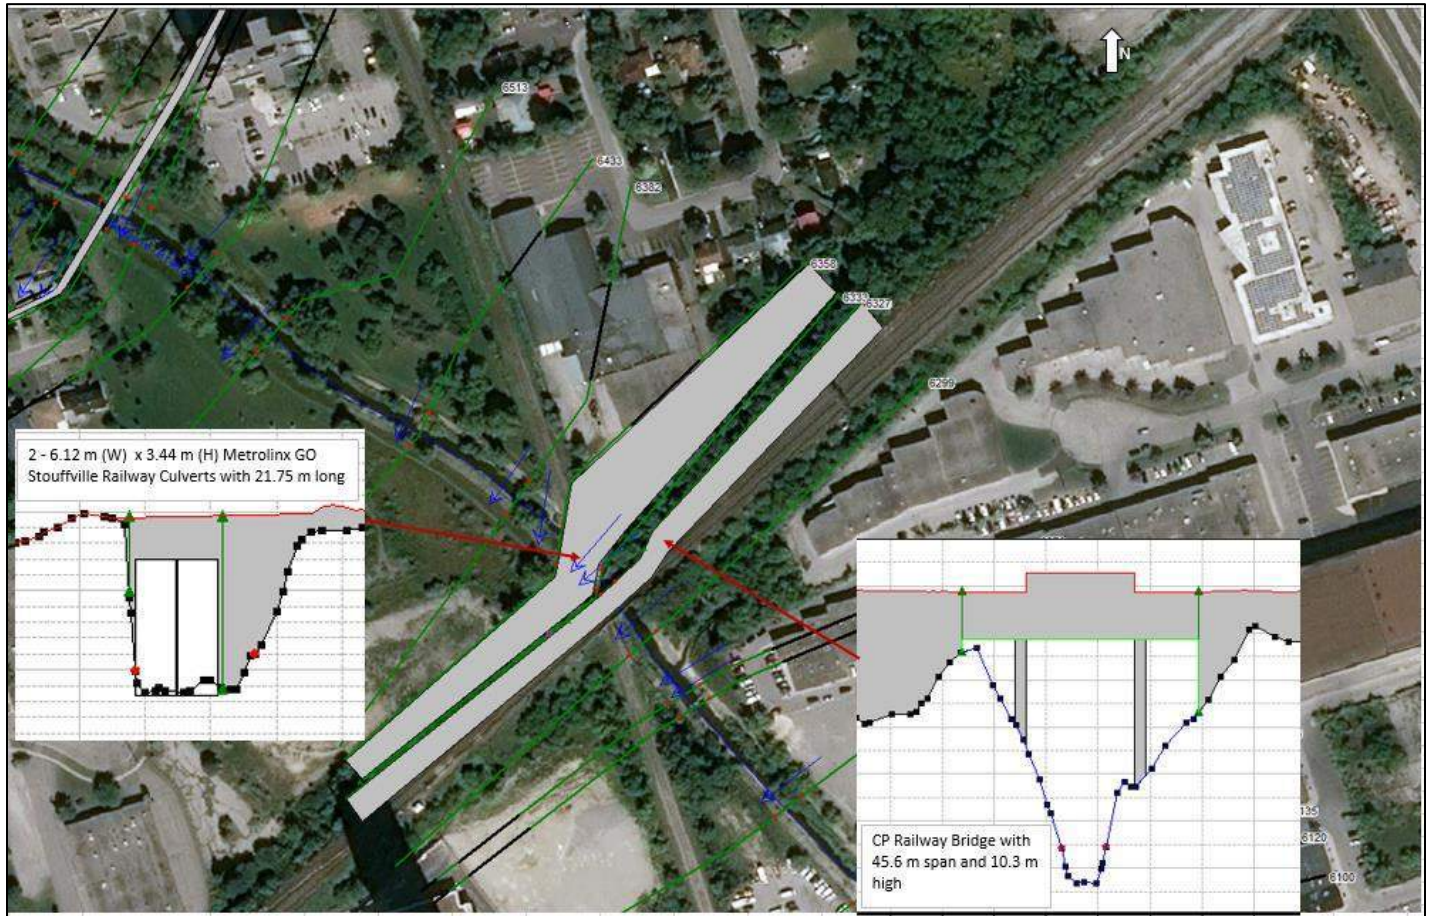 N
6513
6433
6382
6358
6333
6327
6299
2 - 6.12 m (W) x 3.44 m (H) Metrolinx GO
Stouffville Railway Culverts with 21.75 m long
CP Railway Bridge with
45.6 m span and 10.3 m
high
135
6120
6100